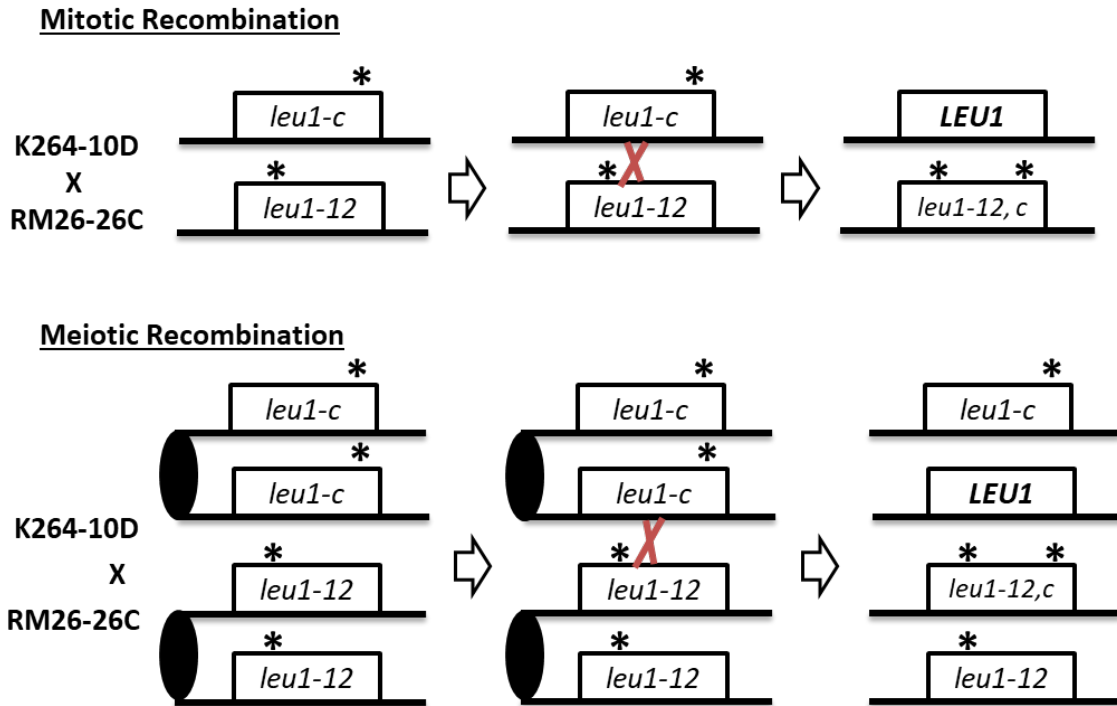 Mitotic Recombination
*
*
leu1-c
leu1-c
LEU1
K264-10D
X
RM26-26C
*
*
*
*
leu1-12
leu1-12
leu1-12, c
Meiotic Recombination
*
*
*
leu1-c
leu1-c
leu1-c
*
*
leu1-c
leu1-c
LEU1
K264-10D
X
RM26-26C
*
*
*
*
leu1-12
leu1-12
leu1-12,c
*
*
*
leu1-12
leu1-12
leu1-12